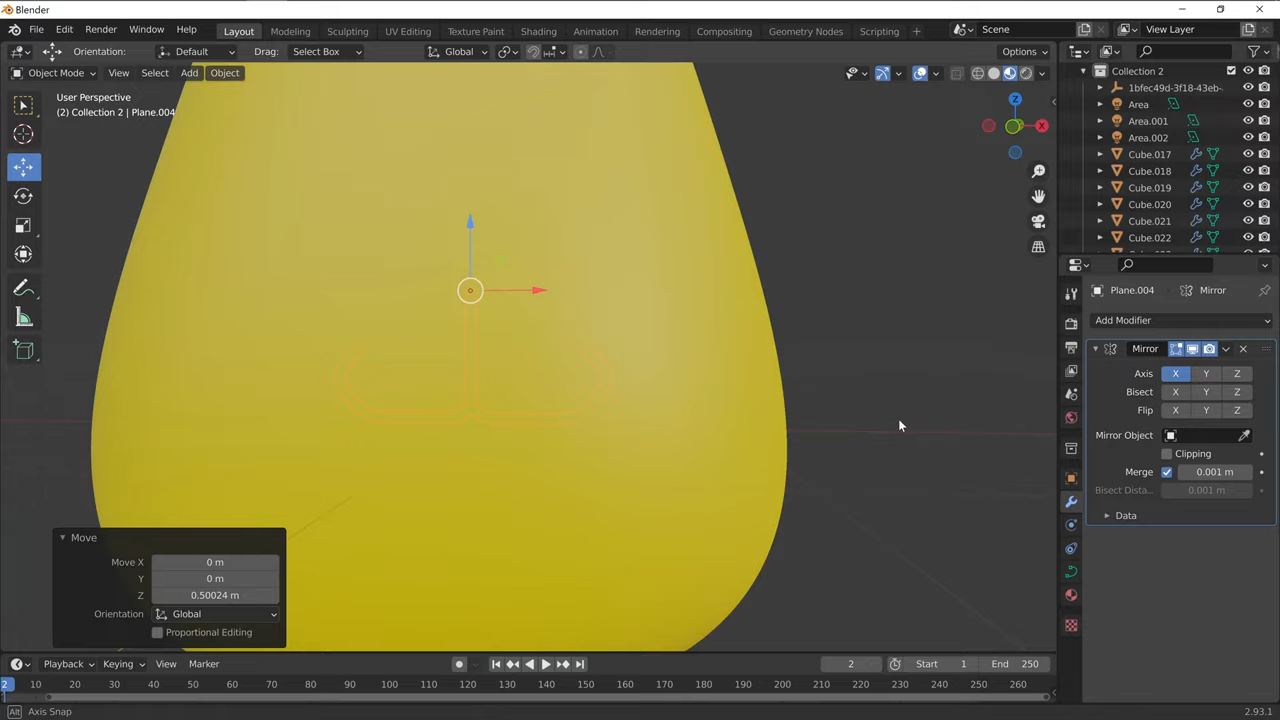 Blender
File Edit Render Window Help Layout Modeling Sculpting UV Editing Texture Paint Shading Animation Rendering Compositing Geometry Nodes Scripting + Scene View Layer
Orientation: Default Drag: Select Box Global Options
Object Mode View Select Add Object
User Perspective
(2) Collection 2 | Plane.004
Z
X
Collection 2
1bfec49d-3f18-43eb-
Area
Area.001
Area.002
Cube.017
Cube.018
Cube.019
Cube.020
Cube.021
Cube.022
Plane.004 Mirror
Add Modifier
Mirror
Axis X Y Z
Bisect X Y Z
Flip X Y Z
Mirror Object
Clipping
Merge 0.001 m
Bisect Dista... 0.001 m
Data
Move
Move X 0 m
Y 0 m
Z 0.50024 m
Orientation Global
Proportional Editing
Playback Keying View Marker 2 Start 1 End 250
2 10 20 30 40 50 60 70 80 90 100 110 120 130 140 150 160 170 180 190 200 210 220 230 240 250 260
Alt Axis Snap 2.93.1